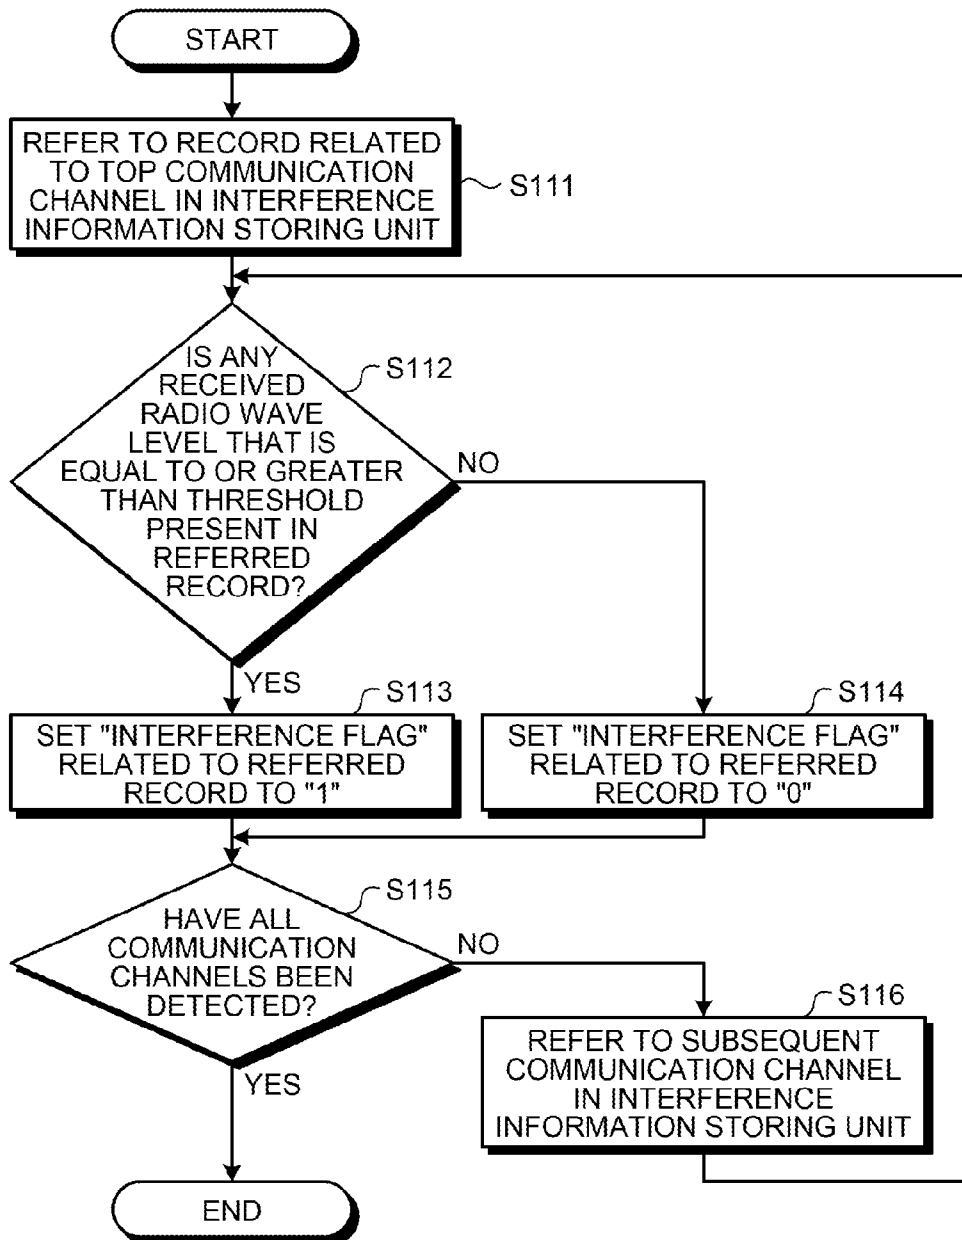 START
REFER TO RECORD RELATED
TO TOP COMMUNICATION
CHANNEL IN INTERFERENCE
INFORMATION STORING UNIT
S111
IS ANY
RECEIVED
RADIO WAVE
LEVEL THAT IS
EQUAL TO OR GREATER
THAN THRESHOLD
PRESENT IN
REFERRED
RECORD?
S112
NO
YES
SET "INTERFERENCE FLAG"
RELATED TO REFERRED
RECORD TO "1"
S113
SET "INTERFERENCE FLAG"
RELATED TO REFERRED
RECORD TO "0"
S114
HAVE ALL
COMMUNICATION
CHANNELS BEEN
DETECTED?
S115
NO
YES
REFER TO SUBSEQUENT
COMMUNICATION CHANNEL
IN INTERFERENCE
INFORMATION STORING UNIT
S116
END